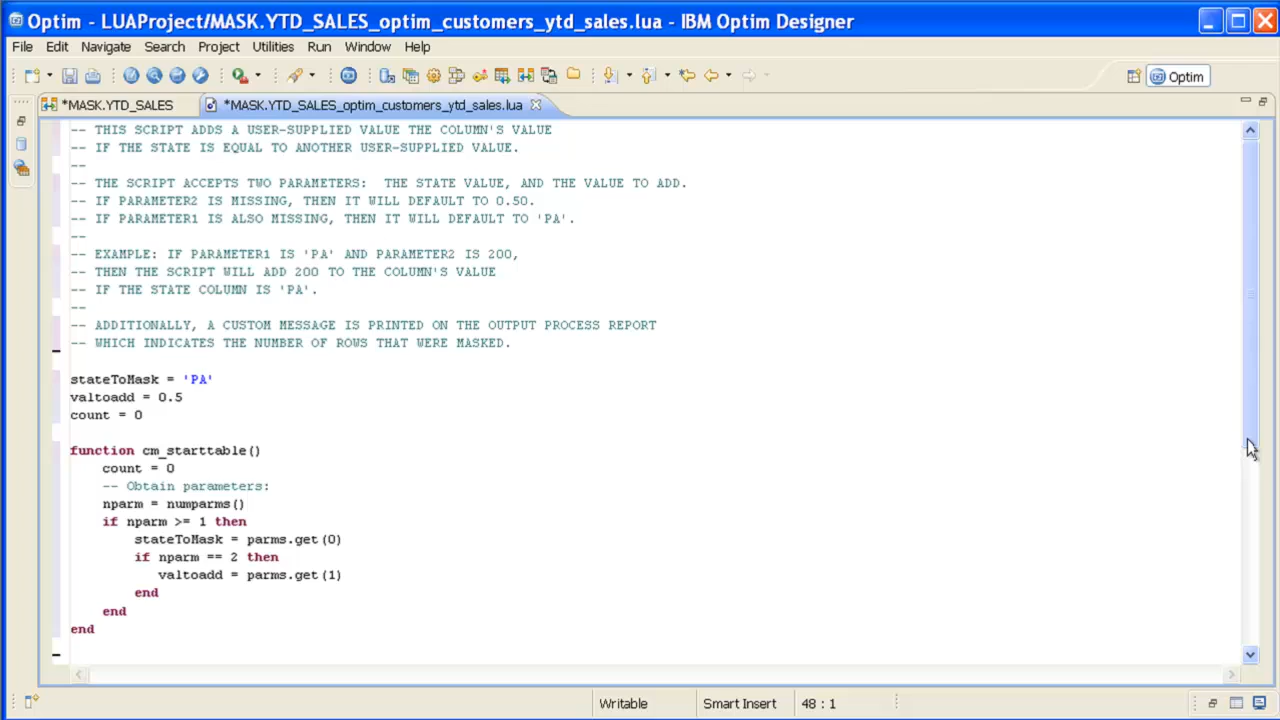 Optim - LUAProject/MASK.YTD_SALES_optim_customers_ytd_sales.lua - IBM Optim Designer
File Edit Navigate Search Project Utilities Run Window Help
Optim
*MASK.YTD_SALES *MASK.YTD_SALES_optim_customers_ytd_sales.lua
-- THIS SCRIPT ADDS A USER-SUPPLIED VALUE THE COLUMN'S VALUE
-- IF THE STATE IS EQUAL TO ANOTHER USER-SUPPLIED VALUE.
--
-- THE SCRIPT ACCEPTS TWO PARAMETERS:  THE STATE VALUE, AND THE VALUE TO ADD.
-- IF PARAMETER2 IS MISSING, THEN IT WILL DEFAULT TO 0.50.
-- IF PARAMETER1 IS ALSO MISSING, THEN IT WILL DEFAULT TO 'PA'.
--
-- EXAMPLE: IF PARAMETER1 IS 'PA' AND PARAMETER2 IS 200,
-- THEN THE SCRIPT WILL ADD 200 TO THE COLUMN'S VALUE
-- IF THE STATE COLUMN IS 'PA'.
--
-- ADDITIONALLY, A CUSTOM MESSAGE IS PRINTED ON THE OUTPUT PROCESS REPORT
-- WHICH INDICATES THE NUMBER OF ROWS THAT WERE MASKED.
stateToMask = 'PA'
valtoadd = 0.5
count = 0
function cm_starttable()
    count = 0
    -- Obtain parameters:
    nparm = numparms()
    if nparm >= 1 then
        stateToMask = parms.get(0)
        if nparm == 2 then
           valtoadd = parms.get(1)
        end
    end
end
Writable Smart Insert 48 : 1